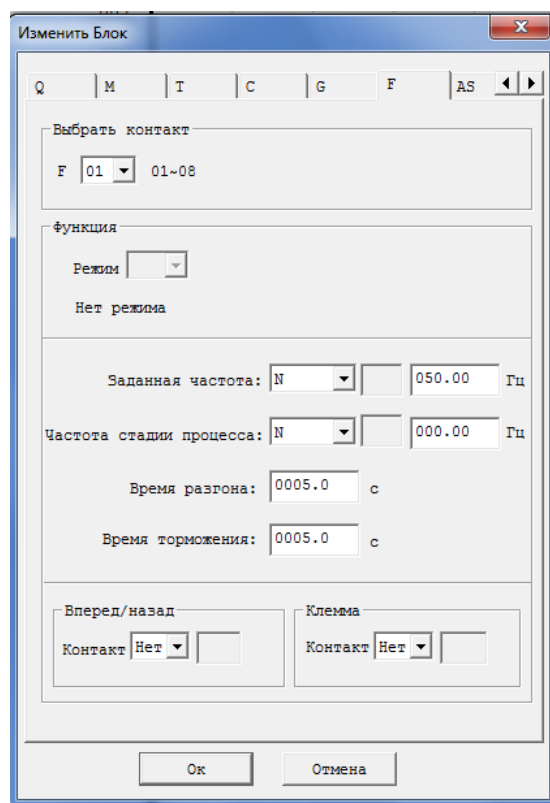 Изменить Блок
Q M T C G F AS
Выбрать контакт
F 01 01~08
Функция
Режим
Нет режима
Заданная частота: N 050.00 Гц
Частота стадии процесса: N 000.00 Гц
Время разгона: 0005.0 с
Время торможения: 0005.0 с
Вперед/назад Клемма
Контакт Нет Контакт Нет
Ок Отмена